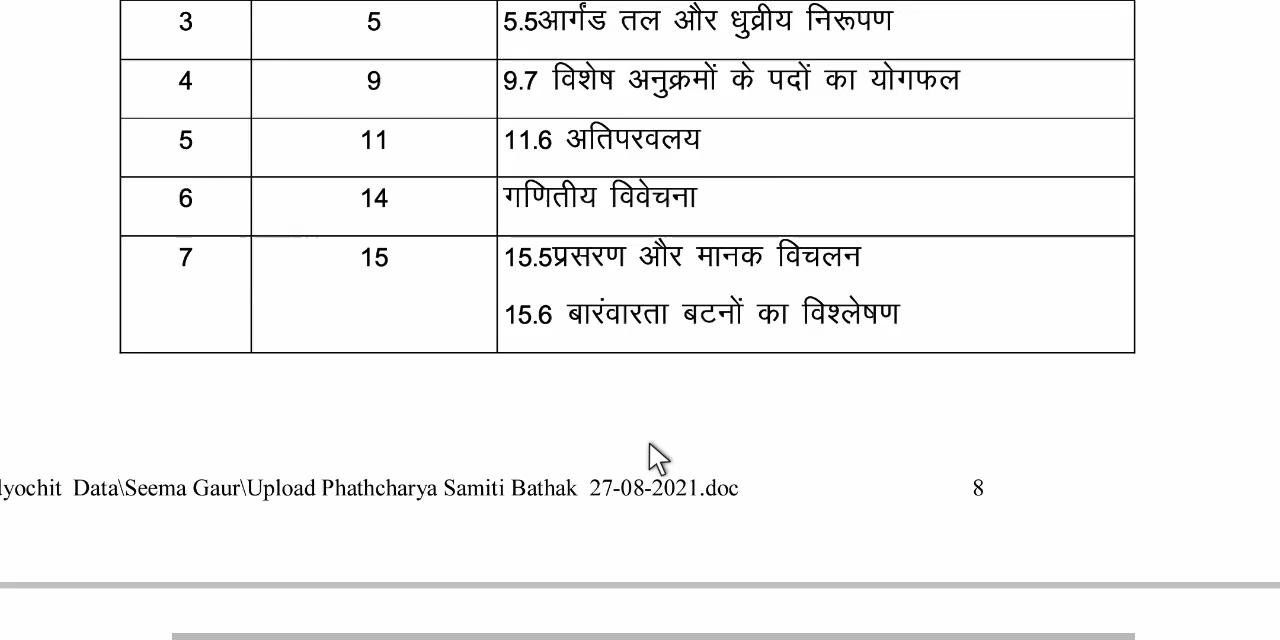 3 5 5.5आर्गंड तल और धुव्रीय निरूपण
4 9 9.7 विशेष अनुक्रमों के पदों का योगफल
5 11 11.6 अतिपरवलय
6 14 गणितीय विवेचना
7 15 15.5प्रसरण और मानक विचलन
15.6 बारंवारता बटनों का विश्लेषण
lyochit Data\Seema Gaur\Upload Phathcharya Samiti Bathak 27-08-2021.doc 8